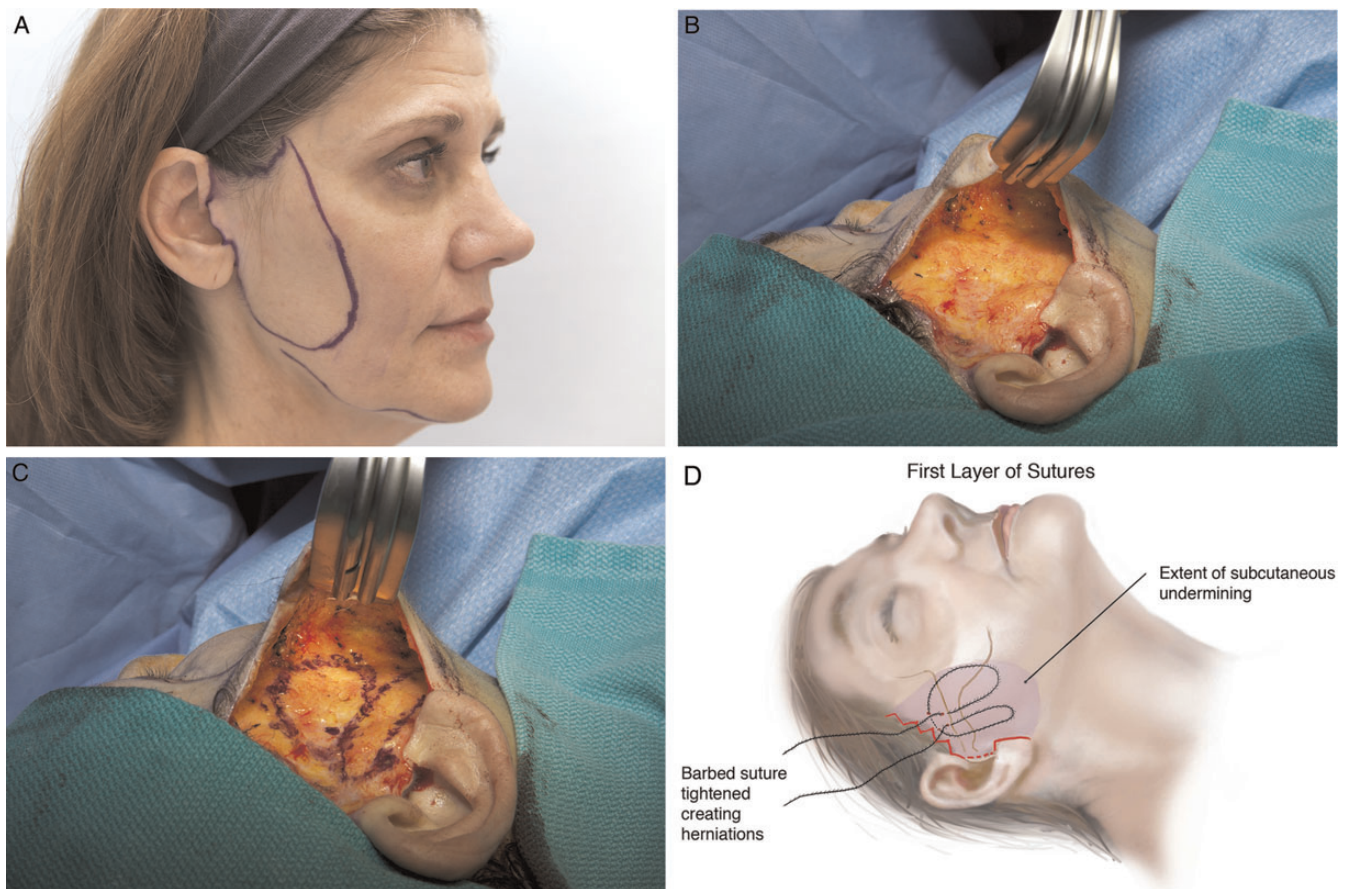 A
B
C
D
First Layer of Sutures
Extent of subcutaneous
undermining
Barbed suture
tightened
creating
herniations